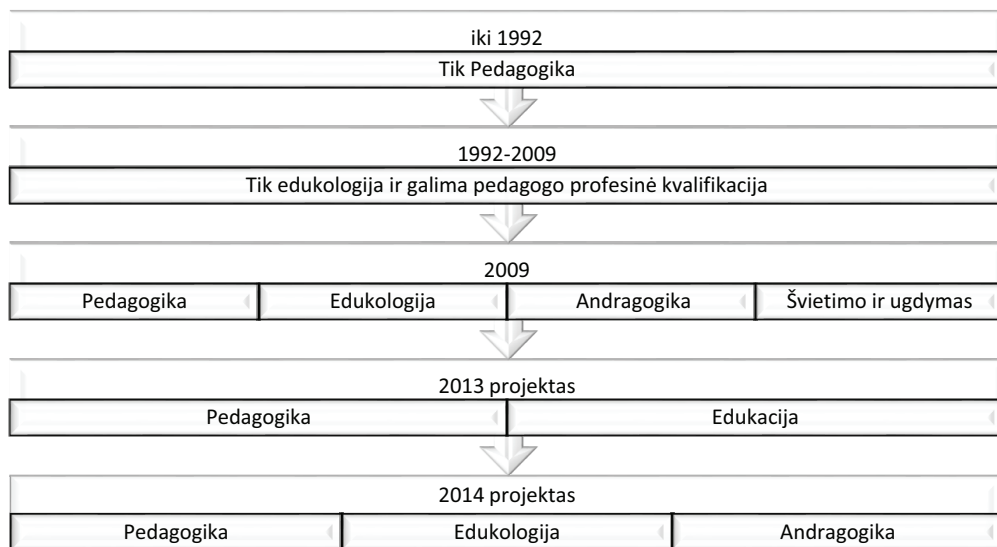 iki 1992
Tik Pedagogika
1992-2009
Tik edukologija ir galima pedagogo profesinė kvalifikacija
2009
Pedagogika Edukologija Andragogika Švietimo ir ugdymas
2013 projektas
Pedagogika Edukacija
2014 projektas
Pedagogika Edukologija Andragogika